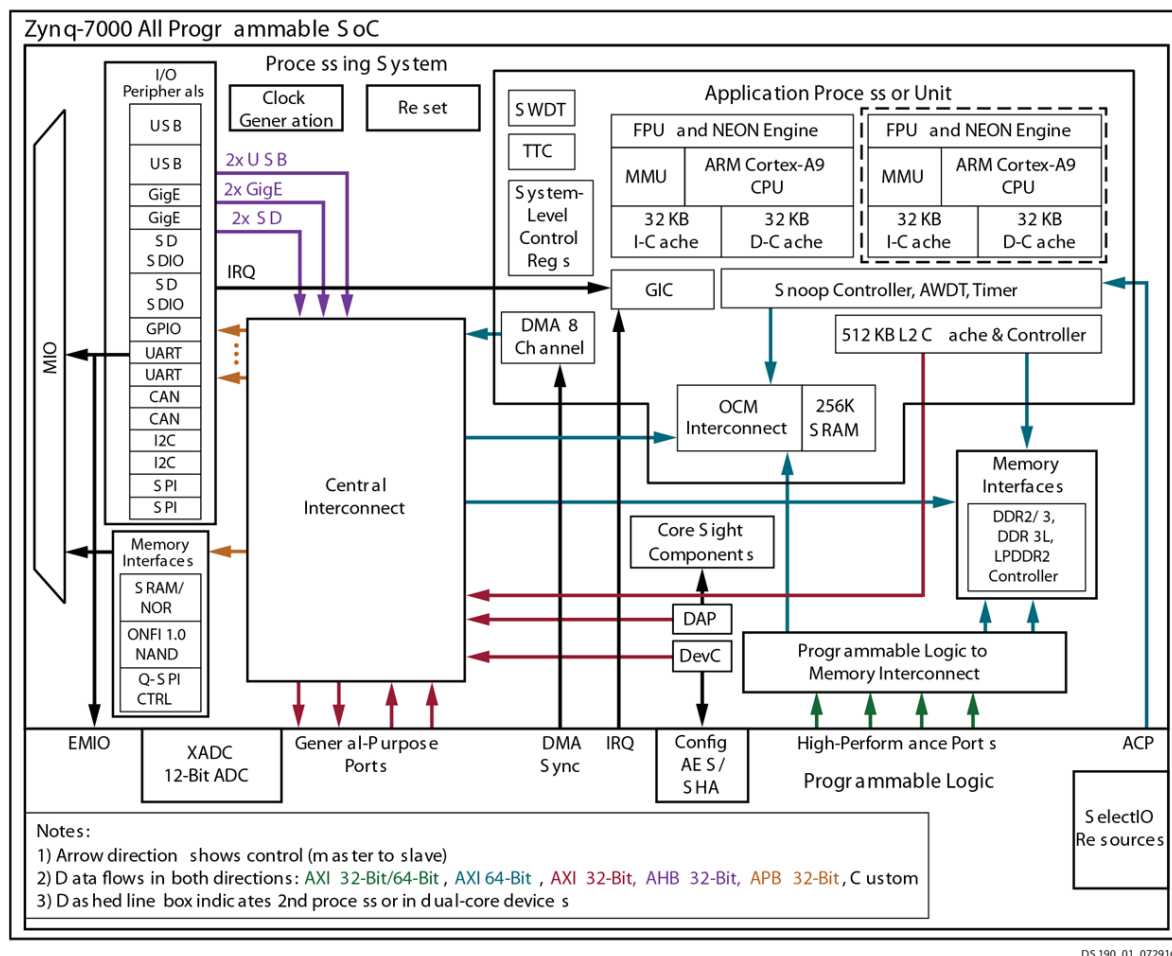 Zynq-7000 All Programmable SoC
Processing System
I/O
Peripherals
USB
USB
GigE
GigE
SD
SDIO
SD
SDIO
GPIO
UART
UART
CAN
CAN
I2C
I2C
SPI
SPI
MIO
Clock
Generation
Reset
2x USB
2x GigE
2x SD
IRQ
Application Processor Unit
SWDT
TTC
System-
Level
Control
Regs
FPU and NEON Engine
MMU
ARM Cortex-A9
CPU
32 KB
I-Cache
32 KB
D-Cache
FPU and NEON Engine
MMU
ARM Cortex-A9
CPU
32 KB
I-Cache
32 KB
D-Cache
GIC
Snoop Controller, AWDT, Timer
DMA 8
Channel
512 KB L2 Cache & Controller
OCM
Interconnect
256K
SRAM
Central
Interconnect
Memory
Interfaces
DDR2/3,
DDR3L,
LPDDR2
Controller
CoreSight
Components
DAP
DevC
Programmable Logic to
Memory Interconnect
Memory
Interfaces
SRAM/
NOR
ONFI 1.0
NAND
Q-SPI
CTRL
EMIO
XADC
12-Bit ADC
General-Purpose
Ports
DMA
Sync
IRQ
Config
AES/
SHA
High-Performance Ports
ACP
Programmable Logic
SelectIO
Resources
Notes:
1) Arrow direction shows control (master to slave)
2) Data flows in both directions: AXI 32-Bit/64-Bit, AXI 64-Bit, AXI 32-Bit, AHB 32-Bit, APB 32-Bit, Custom
3) Dashed line box indicates 2nd processor in dual-core devices